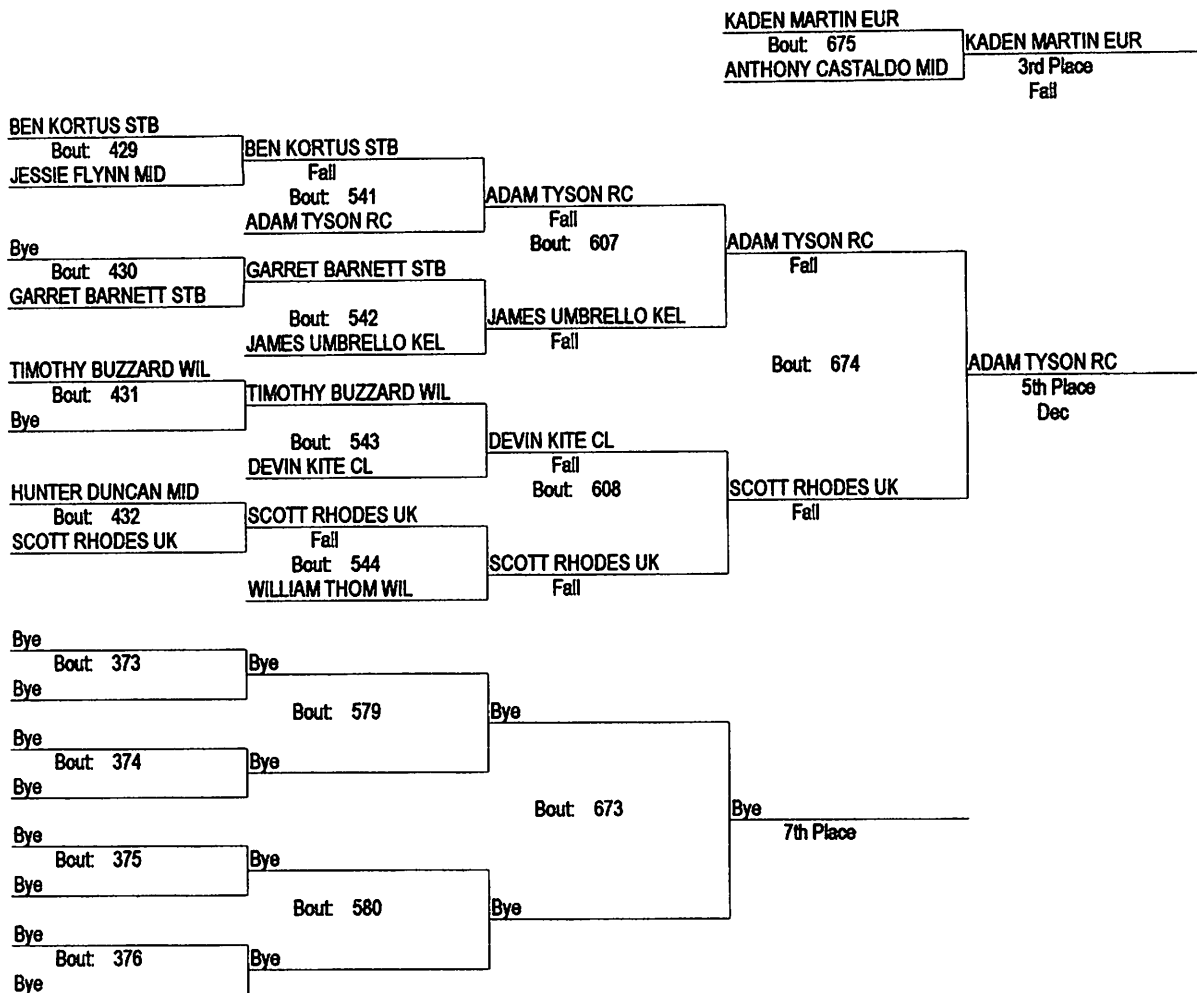 KADEN MARTIN EUR
Bout: 675
ANTHONY CASTALDO MID
KADEN MARTIN EUR
3rd Place
Fall
BEN KORTUS STB
Bout: 429
JESSIE FLYNN MID
BEN KORTUS STB
Fall
Bout: 541
ADAM TYSON RC
ADAM TYSON RC
Fall
Bout: 607
ADAM TYSON RC
Fall
Bye
Bout: 430
GARRET BARNETT STB
GARRET BARNETT STB
Bout: 542
JAMES UMBRELLO KEL
JAMES UMBRELLO KEL
Fall
Bout: 674
ADAM TYSON RC
5th Place
Dec
TIMOTHY BUZZARD WIL
Bout: 431
Bye
TIMOTHY BUZZARD WIL
Bout: 543
DEVIN KITE CL
DEVIN KITE CL
Fall
Bout: 608
SCOTT RHODES UK
Fall
HUNTER DUNCAN MID
Bout: 432
SCOTT RHODES UK
SCOTT RHODES UK
Fall
Bout: 544
WILLIAM THOM WIL
SCOTT RHODES UK
Fall
Bye
Bout: 373
Bye
Bye
Bout: 579
Bye
Bye
Bout: 374
Bye
Bye
Bout: 673
Bye
7th Place
Bye
Bout: 375
Bye
Bye
Bout: 580
Bye
Bye
Bout: 376
Bye
Bye